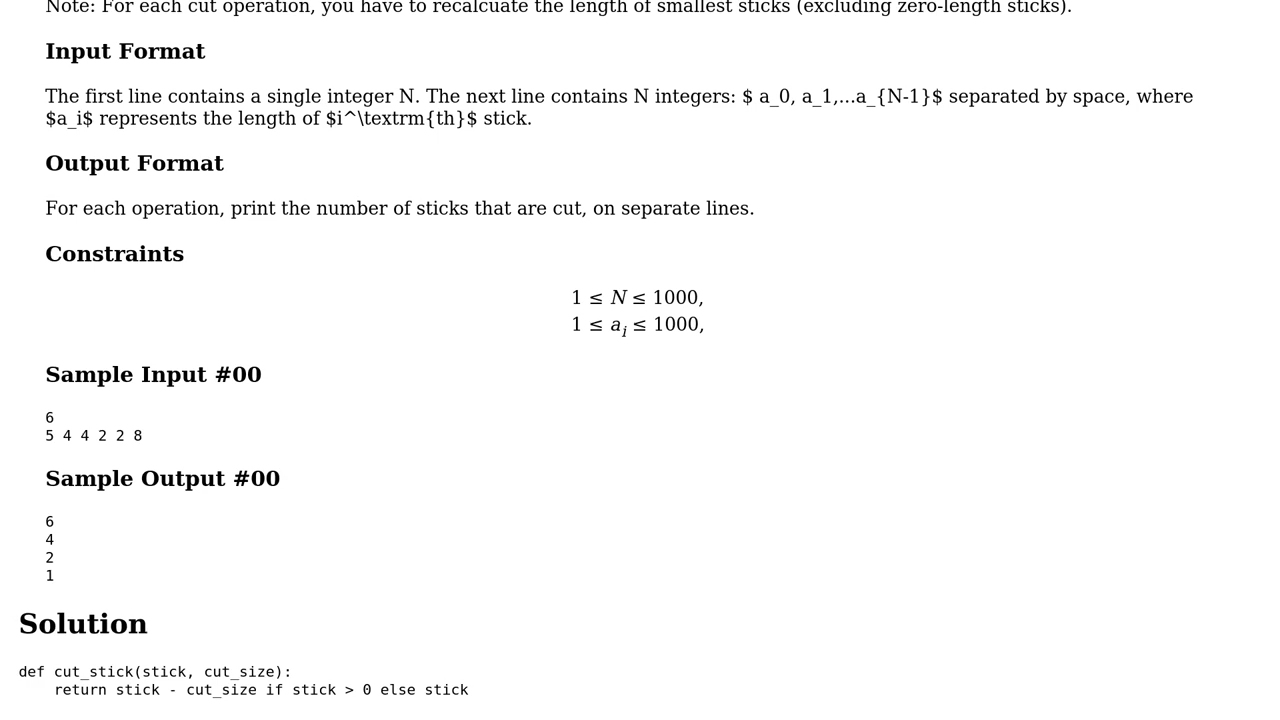 Note: For each cut operation, you have to recalcuate the length of smallest sticks (excluding zero-length sticks).
Input Format
The first line contains a single integer N. The next line contains N integers: $ a_0, a_1,...a_{N-1}$ separated by space, where
$a_i$ represents the length of $i^\textrm{th}$ stick.
Output Format
For each operation, print the number of sticks that are cut, on separate lines.
Constraints
1 ≤ N ≤ 1000,
1 ≤ a_i ≤ 1000,
Sample Input #00
6
5 4 4 2 2 8
Sample Output #00
6
4
2
1
Solution
def cut_stick(stick, cut_size):
    return stick - cut_size if stick > 0 else stick